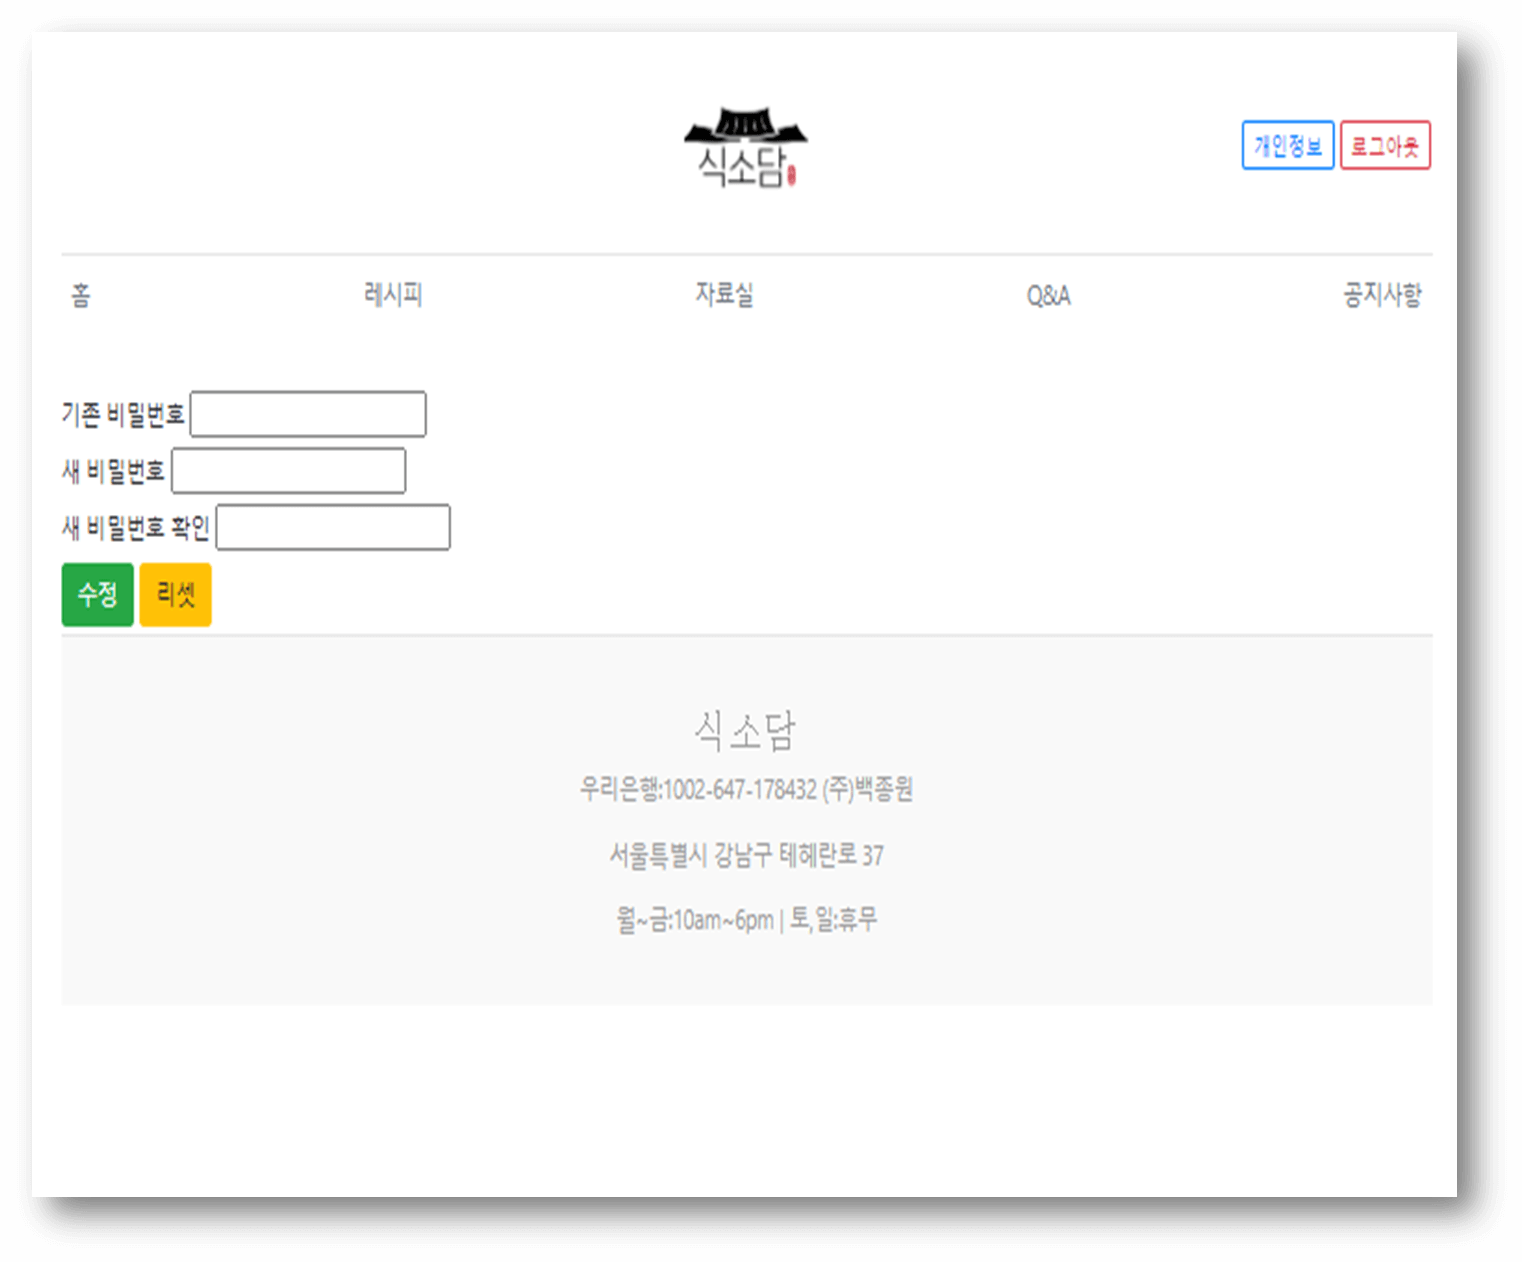 식소담
개인정보 로그아웃
홈 레시피 자료실 Q&A 공지사항
기존 비밀번호
새 비밀번호
새 비밀번호 확인
수정 리셋
식소담
우리은행:1002-647-178432 (주)백종원
서울특별시 강남구 테헤란로 37
월~금:10am~6pm | 토,일:휴무